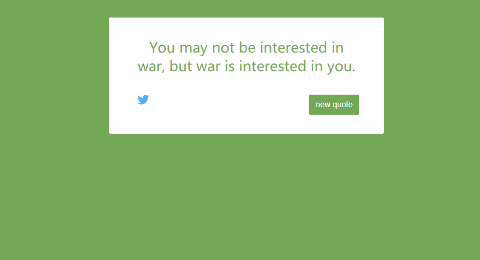 You may not be interested in
war, but war is interested in you.
new quote